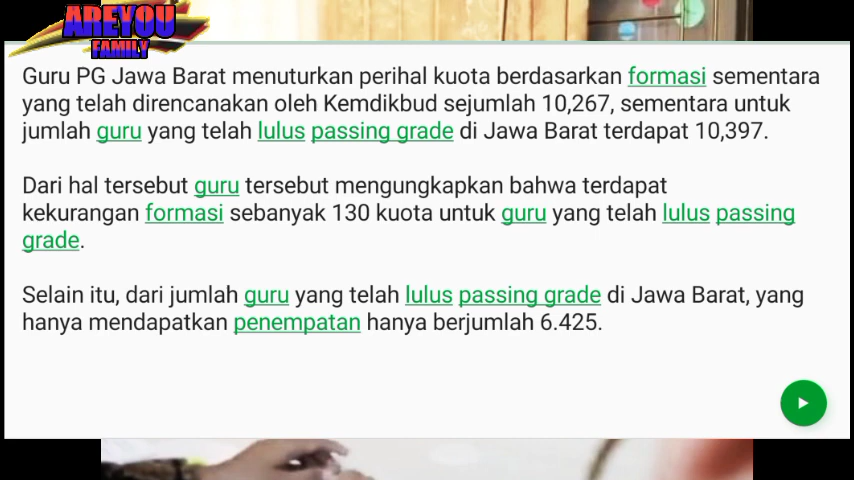 AREYOU
FAMILY
Guru PG Jawa Barat menuturkan perihal kuota berdasarkan formasi sementara
yang telah direncanakan oleh Kemdikbud sejumlah 10,267, sementara untuk
jumlah guru yang telah lulus passing grade di Jawa Barat terdapat 10,397.
Dari hal tersebut guru tersebut mengungkapkan bahwa terdapat
kekurangan formasi sebanyak 130 kuota untuk guru yang telah lulus passing
grade.
Selain itu, dari jumlah guru yang telah lulus passing grade di Jawa Barat, yang
hanya mendapatkan penempatan hanya berjumlah 6.425.